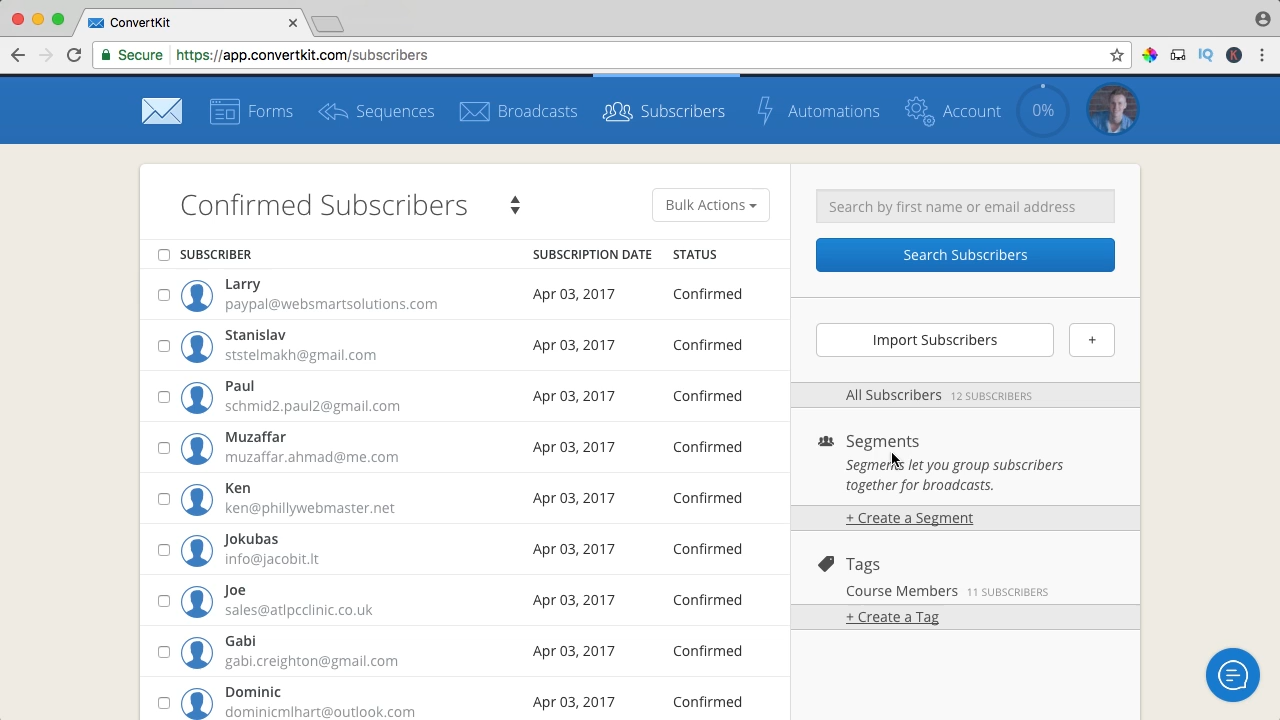 ConvertKit
Secure https://app.convertkit.com/subscribers
Forms Sequences Broadcasts Subscribers Automations Account 0%
Confirmed Subscribers
Bulk Actions
SUBSCRIBER SUBSCRIPTION DATE STATUS
Larry
paypal@websmartsolutions.com
Apr 03, 2017 Confirmed
Stanislav
ststelmakh@gmail.com
Apr 03, 2017 Confirmed
Paul
schmid2.paul2@gmail.com
Apr 03, 2017 Confirmed
Muzaffar
muzaffar.ahmad@me.com
Apr 03, 2017 Confirmed
Ken
ken@phillywebmaster.net
Apr 03, 2017 Confirmed
Jokubas
info@jacobit.lt
Apr 03, 2017 Confirmed
Joe
sales@atlpcclinic.co.uk
Apr 03, 2017 Confirmed
Gabi
gabi.creighton@gmail.com
Apr 03, 2017 Confirmed
Dominic
dominicmlhart@outlook.com
Apr 03, 2017 Confirmed
Search by first name or email address
Search Subscribers
Import Subscribers +
All Subscribers 12 SUBSCRIBERS
Segments
Segments let you group subscribers
together for broadcasts.
+ Create a Segment
Tags
Course Members 11 SUBSCRIBERS
+ Create a Tag